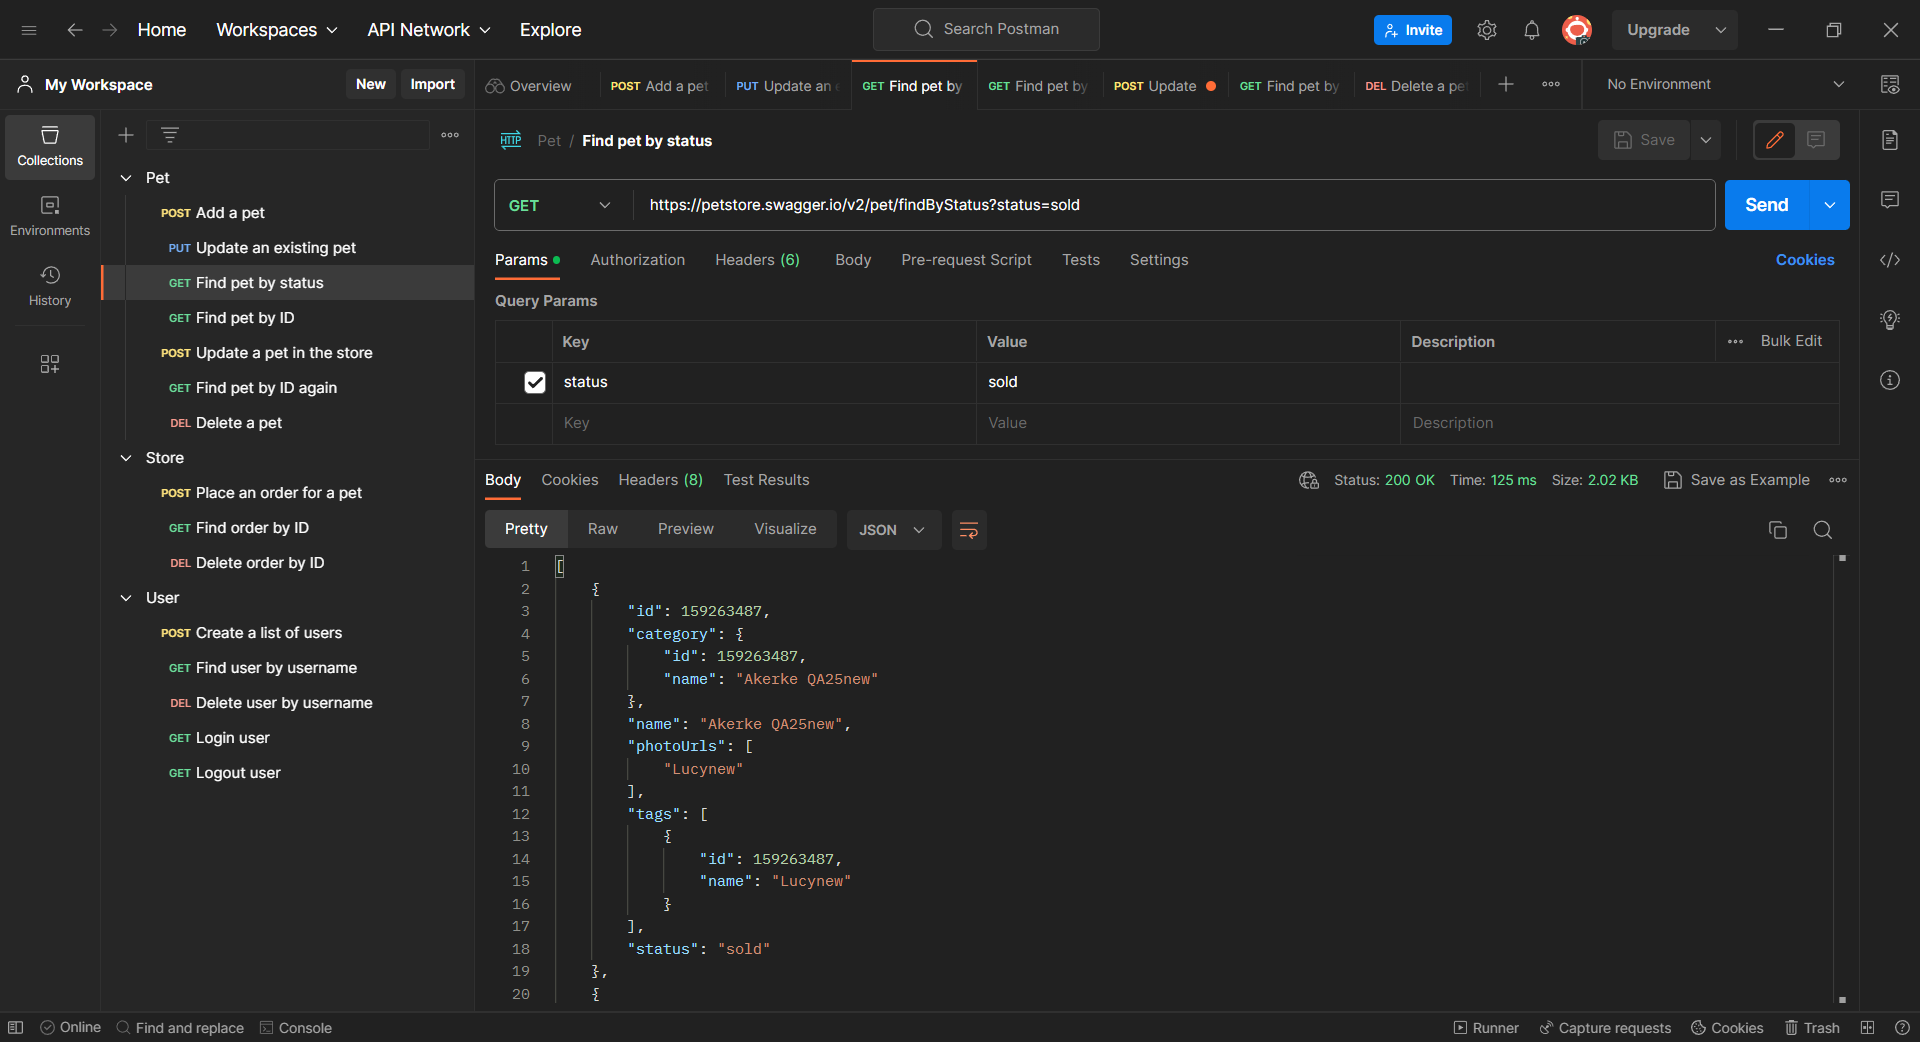 Home Workspaces API Network Explore Search Postman Invite Upgrade
My Workspace New Import Overview POST Add a pet PUT Update an e GET Find pet by GET Find pet by POST Update GET Find pet by DEL Delete a pet No Environment
Collections
Environments
History
Pet
POST Add a pet
PUT Update an existing pet
GET Find pet by status
GET Find pet by ID
POST Update a pet in the store
GET Find pet by ID again
DEL Delete a pet
Store
POST Place an order for a pet
GET Find order by ID
DEL Delete order by ID
User
POST Create a list of users
GET Find user by username
DEL Delete user by username
GET Login user
GET Logout user
HTTP Pet / Find pet by status Save
GET https://petstore.swagger.io/v2/pet/findByStatus?status=sold Send
Params Authorization Headers (6) Body Pre-request Script Tests Settings Cookies
Query Params
Key Value Description Bulk Edit
status sold
Key Value Description
Body Cookies Headers (8) Test Results Status: 200 OK Time: 125 ms Size: 2.02 KB Save as Example
Pretty Raw Preview Visualize JSON
1 [
2 {
3 "id": 159263487,
4 "category": {
5 "id": 159263487,
6 "name": "Akerke QA25new"
7 },
8 "name": "Akerke QA25new",
9 "photoUrls": [
10 "Lucynew"
11 ],
12 "tags": [
13 {
14 "id": 159263487,
15 "name": "Lucynew"
16 }
17 ],
18 "status": "sold"
19 },
20 {
Online Find and replace Console Runner Capture requests Cookies Trash